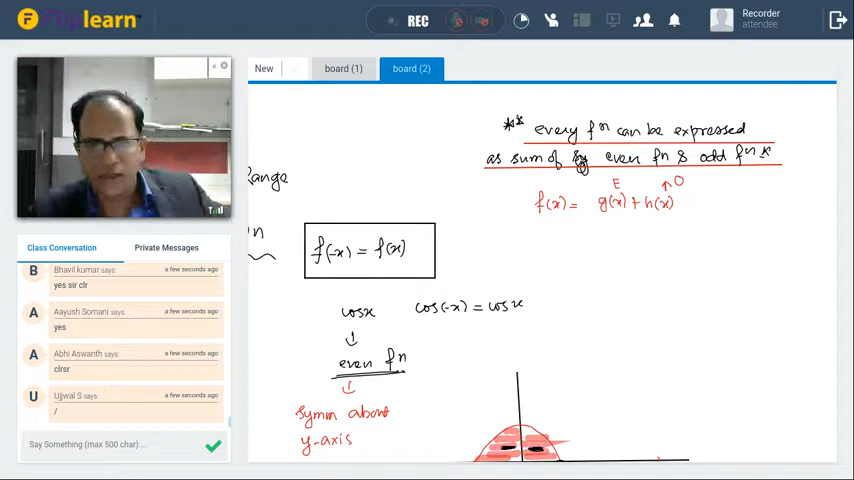 Fliplearn
REC
Recorder
attendee
New
board (1)
board (2)
** every fn can be expressed
as sum of even fn & odd fn
E O
f(x) = g(x) + h(x)
Range
n
f(-x) = f(x)
cosx cos(-x) = cosx
even fn
symm about
y-axis
Class Conversation
Private Messages
B
Bhavil kumar says:
a few seconds ago
yes sir clr
A
Aayush Somani says:
a few seconds ago
yes
A
Abhi Aswanth says:
a few seconds ago
clrsr
U
Ujjwal S says:
a few seconds ago
/
Say Something (max 500 char) ...